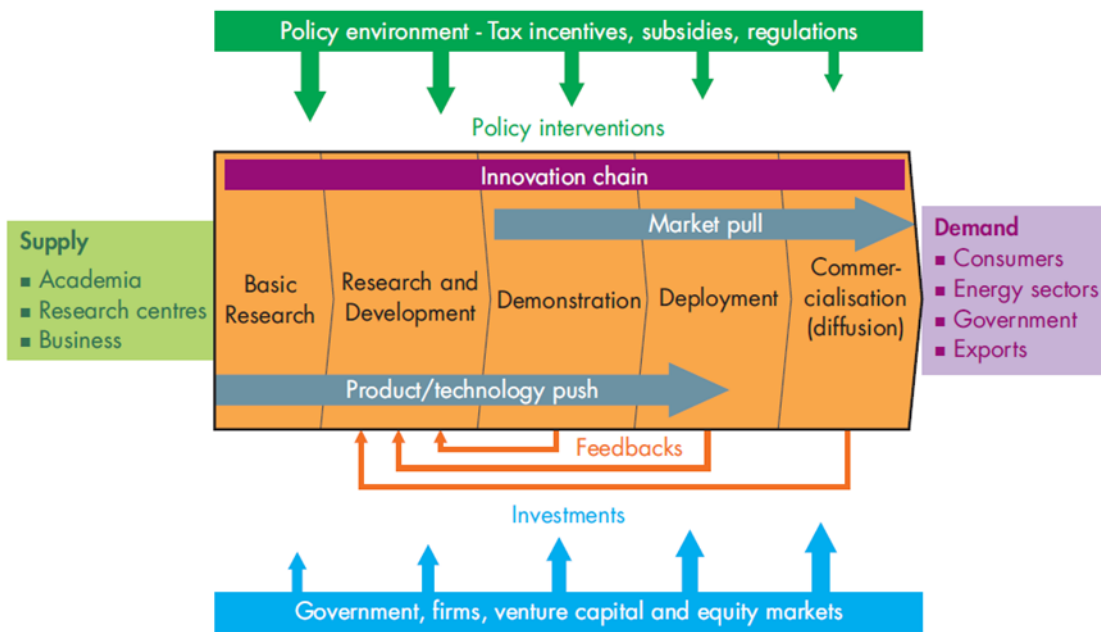 Policy environment - Tax incentives, subsidies, regulations
Policy interventions
Innovation chain
Market pull
Supply
▪ Academia
▪ Research centres
▪ Business
Basic
Research
Research and
Development
Demonstration
Deployment
Commer-
cialisation
(diffusion)
Demand
▪ Consumers
▪ Energy sectors
▪ Government
▪ Exports
Product/technology push
Feedbacks
Investments
Government, firms, venture capital and equity markets